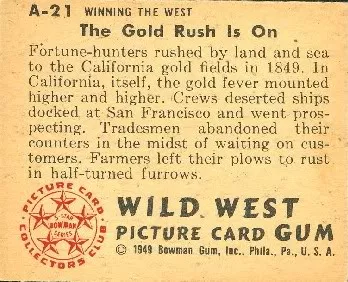 A-21 WINNING THE WEST
The Gold Rush Is On
Fortune-hunters rushed by land and sea
to the California gold fields in 1849. In
California, itself, the gold fever mounted
higher and higher. Crews deserted ships
docked at San Francisco and went pros-
pecting. Tradesmen abandoned their
counters in the midst of waiting on cus-
tomers. Farmers left their plows to rust
in half-turned furrows.
PICTURE CARD
5-STAR
BOWMAN
COLLECTORS CLUB
WILD WEST
PICTURE CARD GUM
© 1949 Bowman Gum, Inc., Phila., Pa., U. S. A.